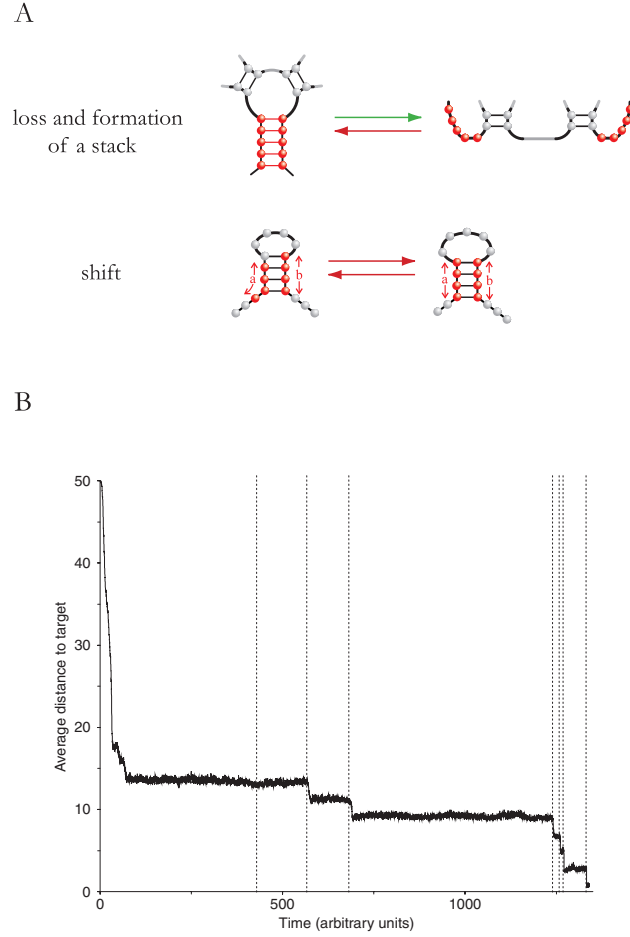 A
loss and formation
of a stack
shift
a
b
a
b
B
50
40
30
20
10
0
Average distance to target
0
500
1000
Time (arbitrary units)